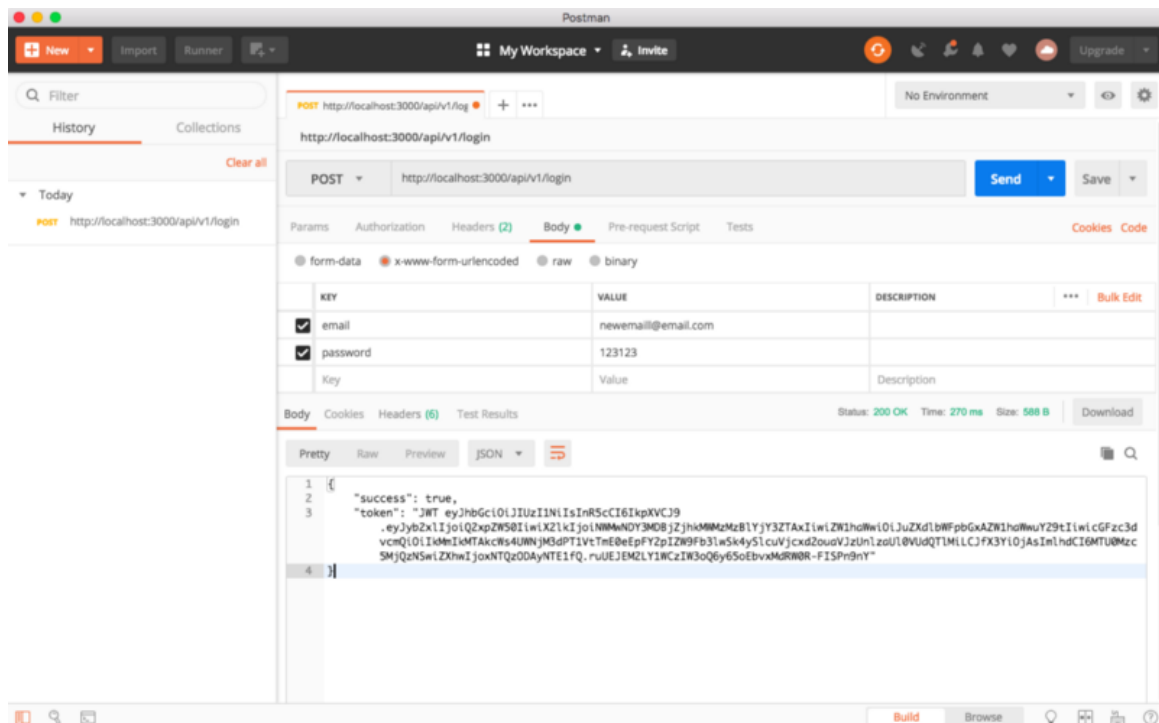 Postman
New Import Runner My Workspace Invite Upgrade
Filter
History Collections
Clear all
Today
POST http://localhost:3000/api/v1/login
POST http://localhost:3000/api/v1/log
No Environment
http://localhost:3000/api/v1/login
POST http://localhost:3000/api/v1/login Send Save
Params Authorization Headers (2) Body Pre-request Script Tests Cookies Code
form-data x-www-form-urlencoded raw binary
KEY VALUE DESCRIPTION Bulk Edit
email newemaill@email.com
password 123123
Key Value Description
Body Cookies Headers (6) Test Results Status: 200 OK Time: 270 ms Size: 588 B Download
Pretty Raw Preview JSON
1 {
2 "success": true,
3 "token": "JWT eyJhbGciOiJIUzI1NiIsInR5cCI6IkpXVCJ9
4 }
Build Browse